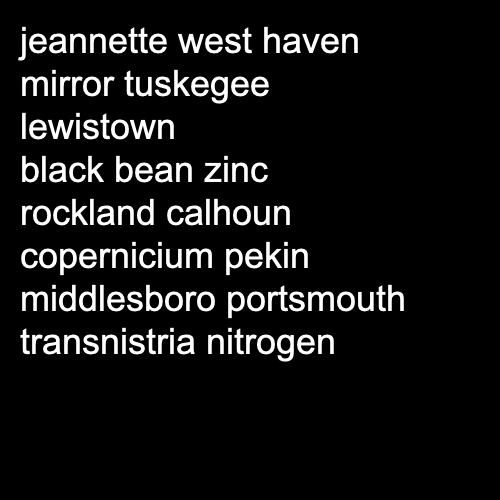 jeannette west haven
mirror tuskegee
lewistown
black bean zinc
rockland calhoun
copernicium pekin
middlesboro portsmouth
transnistria nitrogen